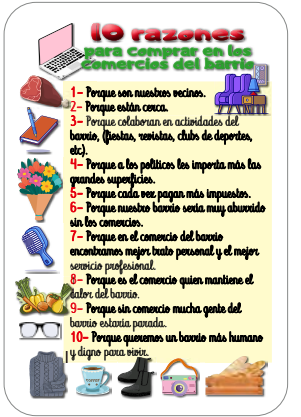 10 razones
para comprar en los
comercios del barrio
1- Porque son nuestros vecinos.
2- Porque están cerca.
3- Porque colaboran en actividades del
barrio, (fiestas, revistas, clubs de deportes,
etc).
4- Porque a los políticos les importa más las
grandes superficies.
5- Porque cada vez pagan más impuestos.
6- Porque nuestro barrio sería muy aburrido
sin los comercios.
7- Porque en el comercio del barrio
encontramos mejor trato personal y el mejor
servicio profesional.
8- Porque es el comercio quien mantiene el
valor del barrio.
9- Porque sin comercio mucha gente del
barrio estaría parada.
10- Porque queremos un barrio más humano
y digno para vivir.